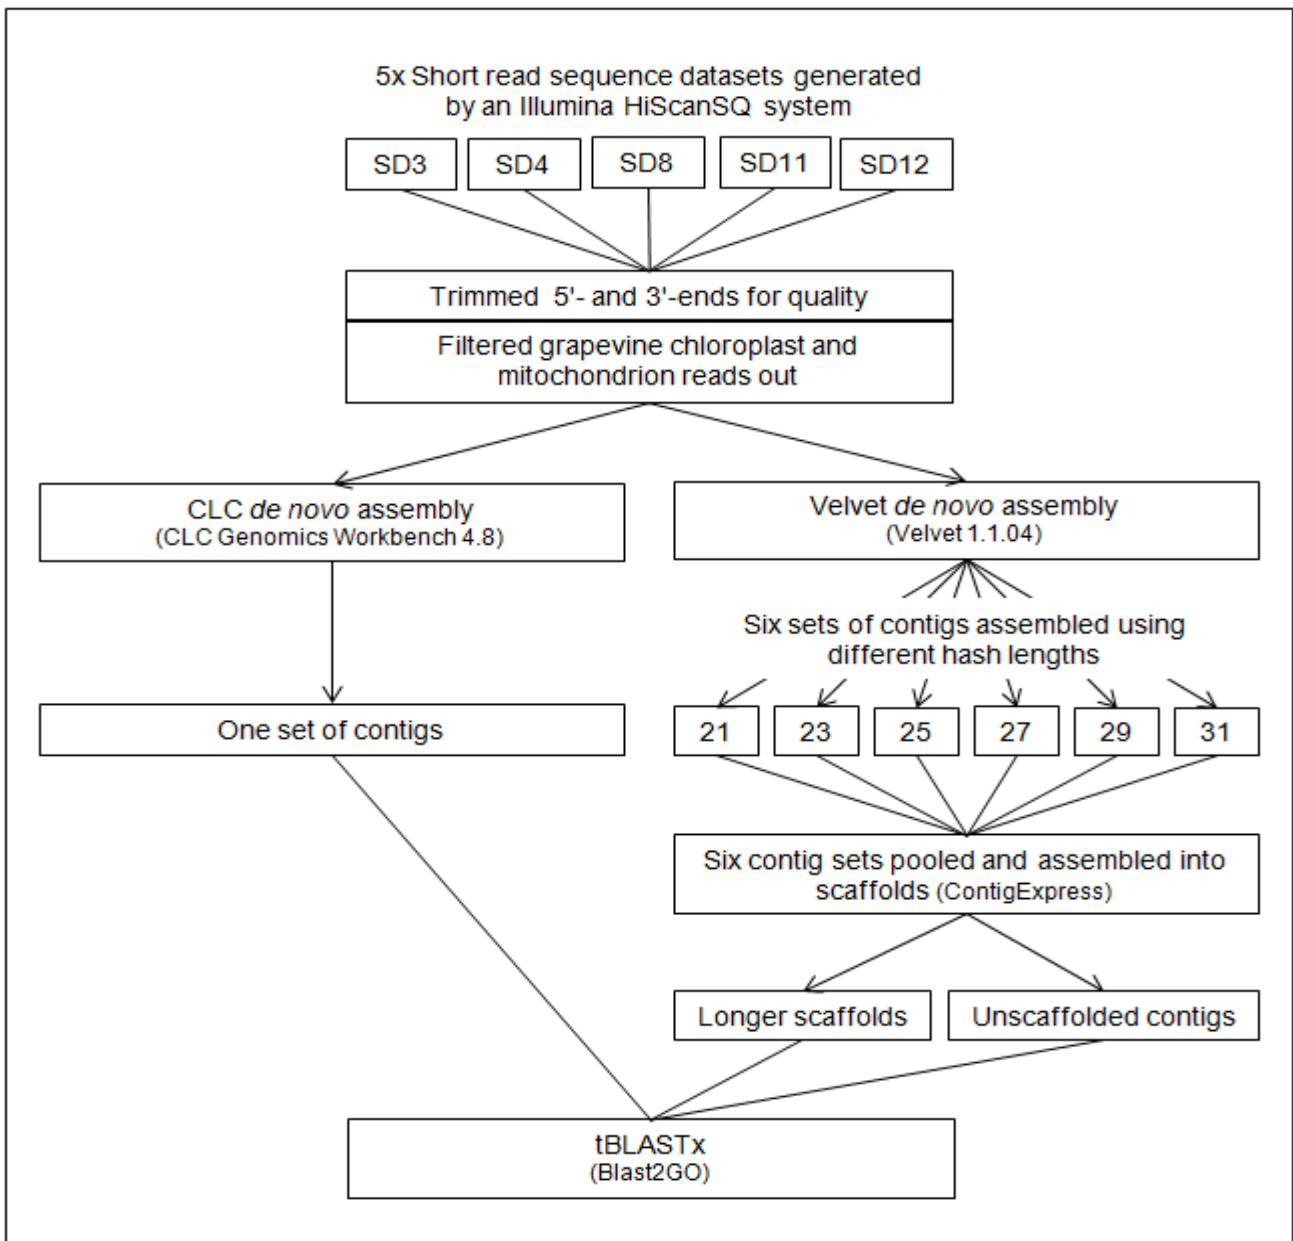 5x Short read sequence datasets generated
by an Illumina HiScanSQ system
SD3
SD4
SD8
SD11
SD12
Trimmed 5'- and 3'-ends for quality
Filtered grapevine chloroplast and
mitochondrion reads out
CLC de novo assembly
(CLC Genomics Workbench 4.8)
Velvet de novo assembly
(Velvet 1.1.04)
Six sets of contigs assembled using
different hash lengths
One set of contigs
21
23
25
27
29
31
Six contig sets pooled and assembled into
scaffolds (ContigExpress)
Longer scaffolds
Unscaffolded contigs
tBLASTx
(Blast2GO)